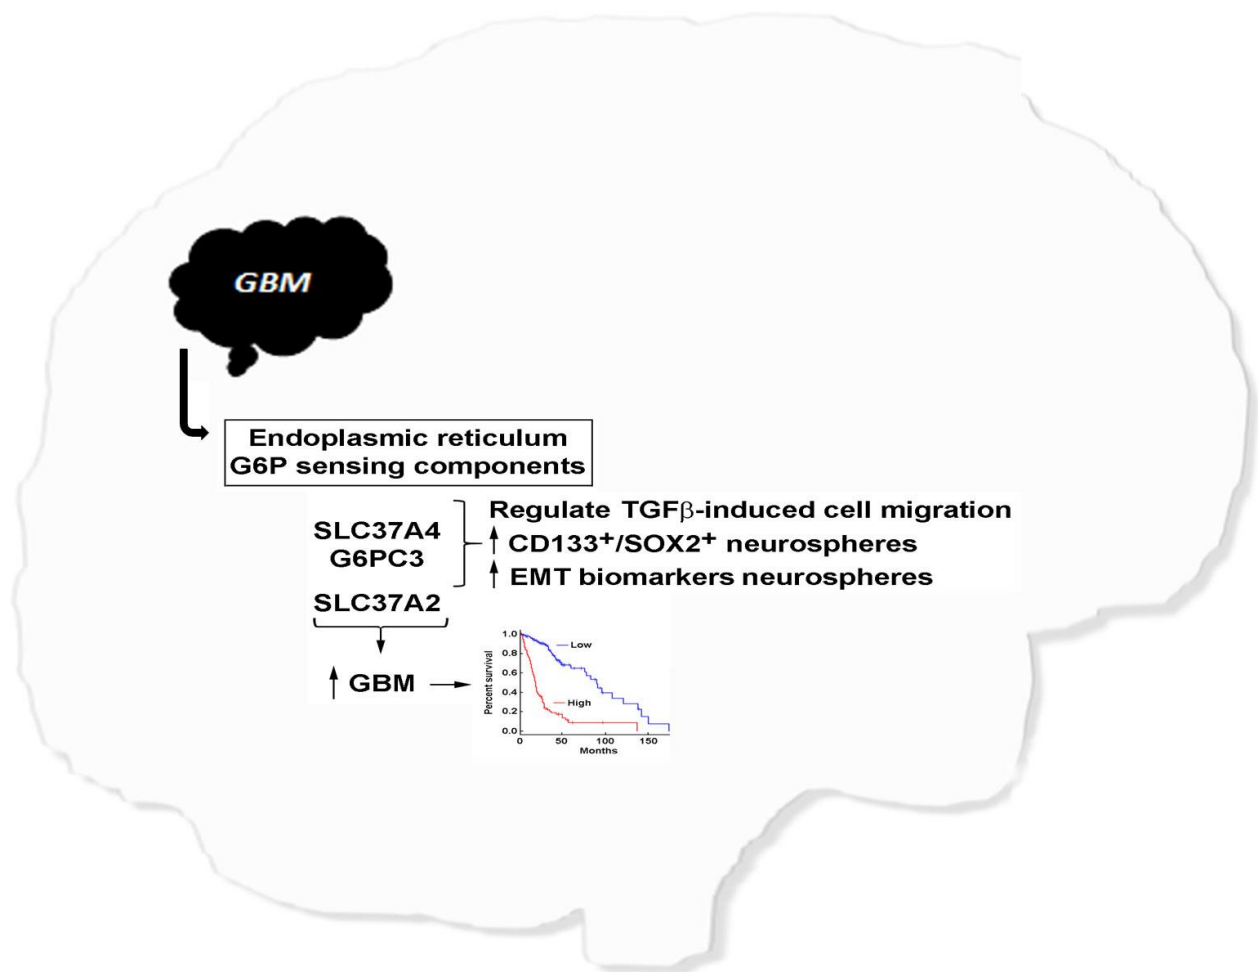 GBM
Endoplasmic reticulum
G6P sensing components
SLC37A4
G6PC3
SLC37A2
Regulate TGFβ-induced cell migration
CD133⁺/SOX2⁺ neurospheres
EMT biomarkers neurospheres
GBM
Percent survival
1.0
0.8
0.6
0.4
0.2
0.0
Low
High
0 50 100 150
Months